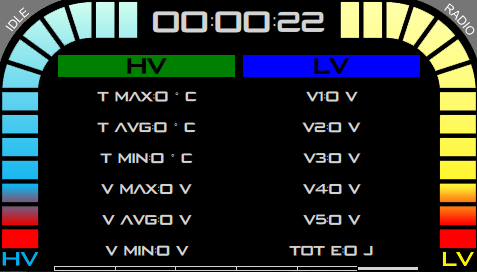 IDLE 00:00:22 RADIO
HV LV
T MAX:0 ° C V1:0 V
T AVG:0 ° C V2:0 V
T MIN:0 ° C V3:0 V
V MAX:0 V V4:0 V
V AVG:0 V V5:0 V
V MIN:0 V TOT E:0 J
HV LV